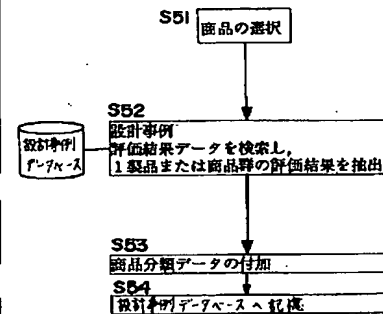 S51
商品の選択
S52
設計事例
評価結果データを検索し,
1製品または商品群の評価結果を抽出
設計事例
データベース
S53
商品分類データの付加
S54
設計事例データベースへ記憶